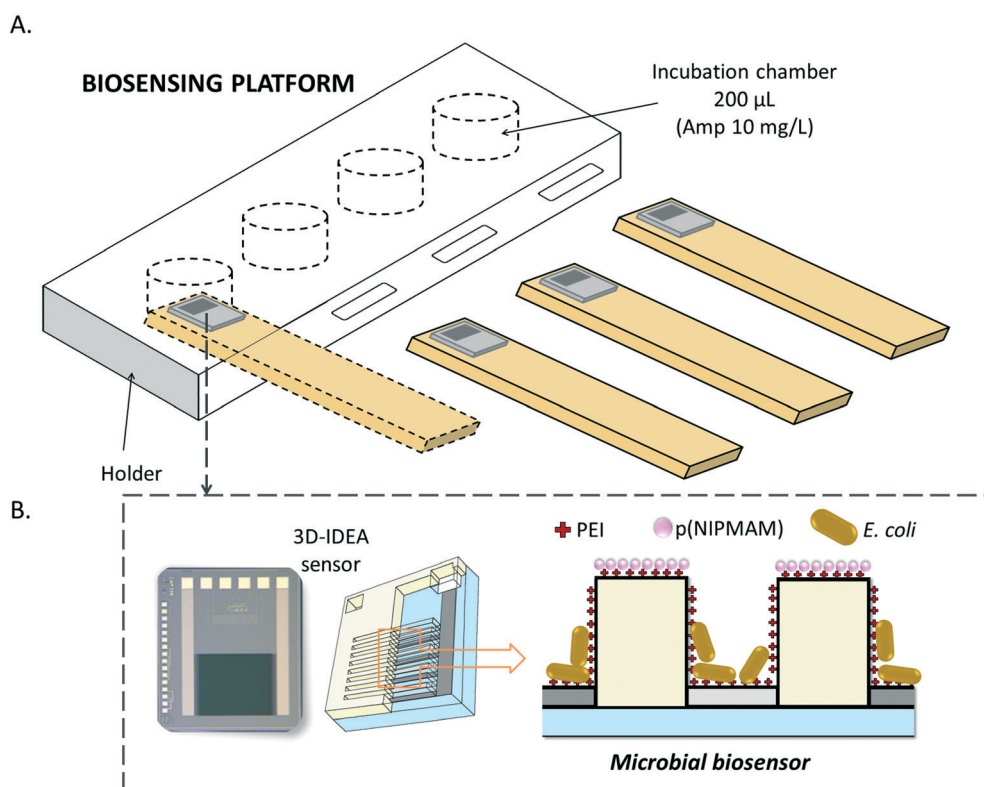 A.
BIOSENSING PLATFORM
Incubation chamber
200 µL
(Amp 10 mg/L)
Holder
B.
3D-IDEA
sensor
PEI
p(NIPMAM)
E. coli
Microbial biosensor